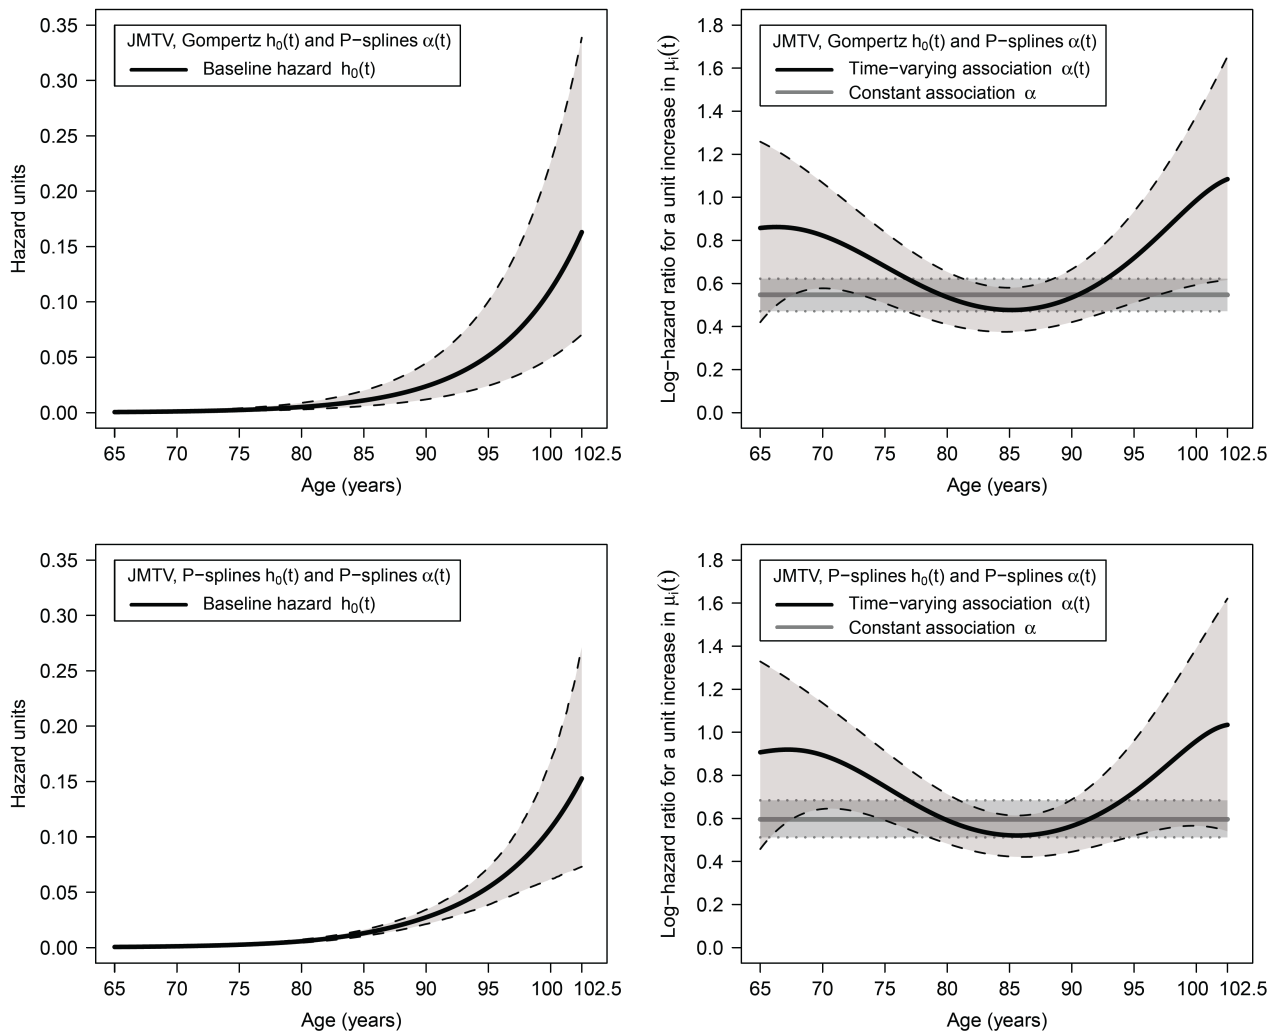 JMTV, Gompertz h₀(t) and P−splines α(t)
Baseline hazard h₀(t)
Hazard units
0.35
0.30
0.25
0.20
0.15
0.10
0.05
0.00
65 70 75 80 85 90 95 100 102.5
Age (years)
JMTV, Gompertz h₀(t) and P−splines α(t)
Time−varying association α(t)
Constant association α
Log−hazard ratio for a unit increase in μᵢ(t)
1.8
1.6
1.4
1.2
1.0
0.8
0.6
0.4
0.2
0.0
65 70 75 80 85 90 95 100 102.5
Age (years)
JMTV, P−splines h₀(t) and P−splines α(t)
Baseline hazard h₀(t)
Hazard units
0.35
0.30
0.25
0.20
0.15
0.10
0.05
0.00
65 70 75 80 85 90 95 100 102.5
Age (years)
JMTV, P−splines h₀(t) and P−splines α(t)
Time−varying association α(t)
Constant association α
Log−hazard ratio for a unit increase in μᵢ(t)
1.8
1.6
1.4
1.2
1.0
0.8
0.6
0.4
0.2
0.0
65 70 75 80 85 90 95 100 102.5
Age (years)